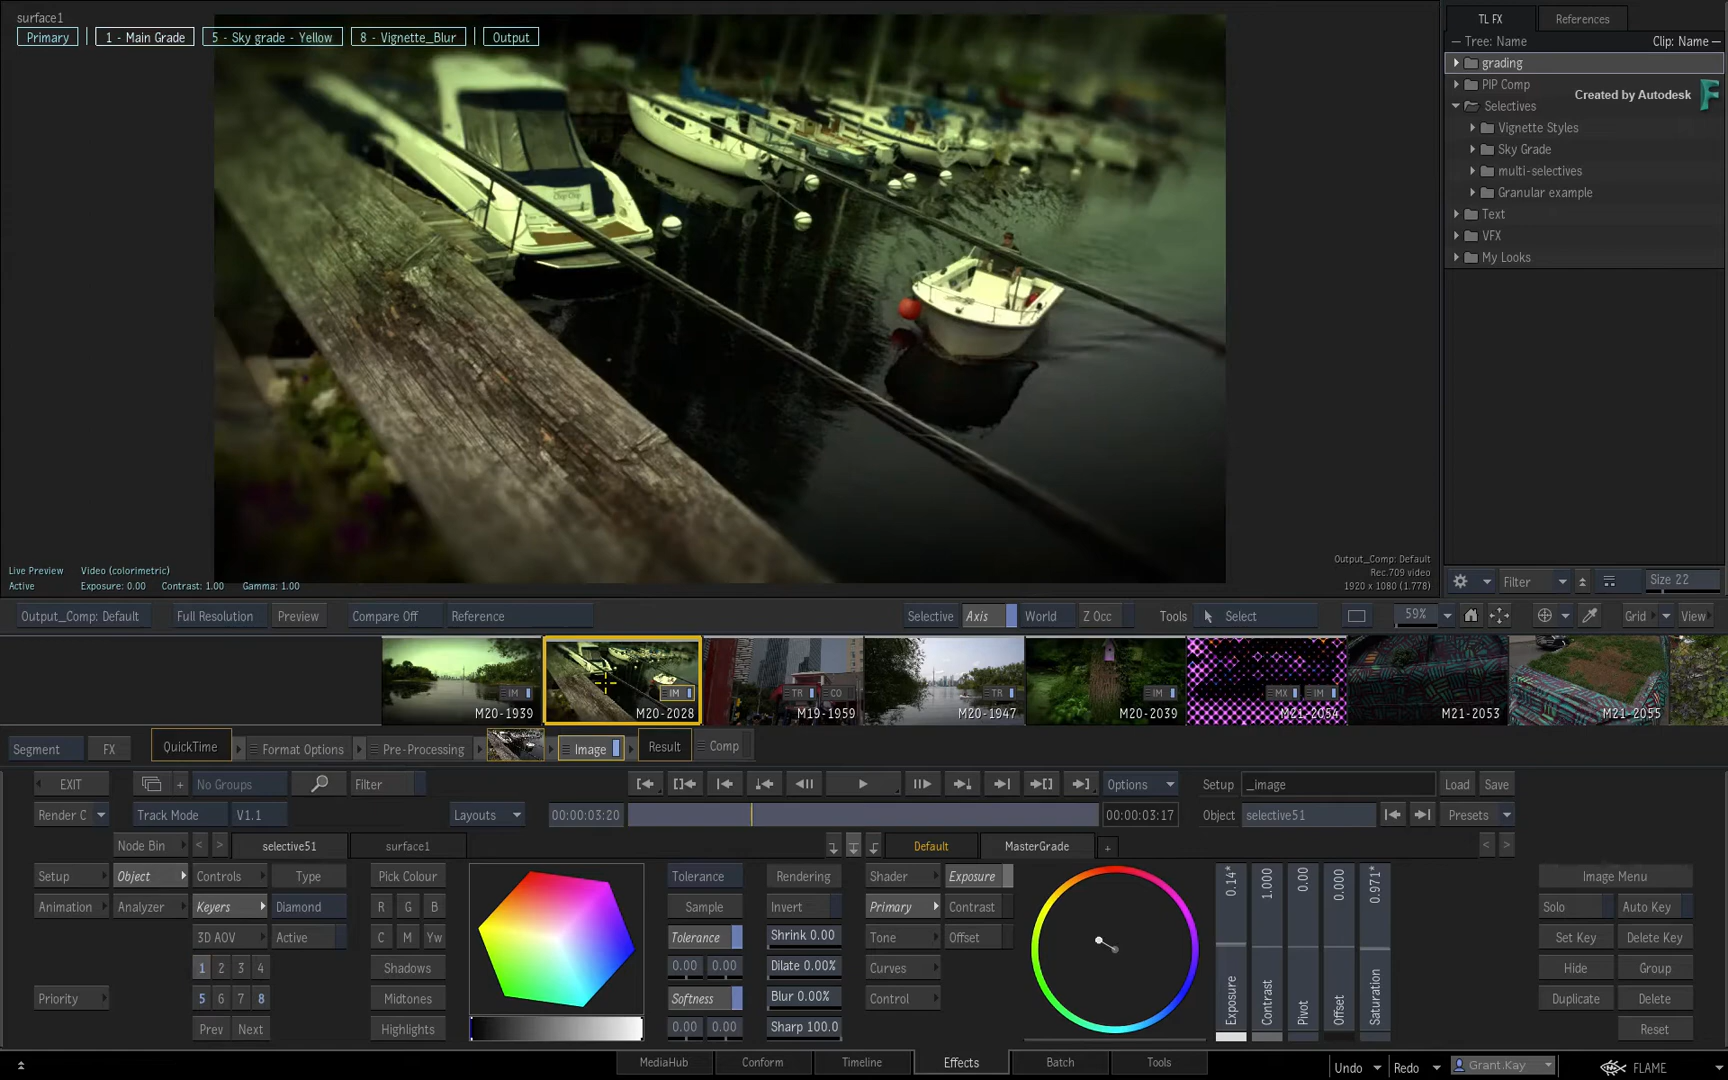 surface1
Primary 1 - Main Grade 5 - Sky grade - Yellow 8 - Vignette_Blur Output
TL FX References
Tree: Name Clip: Name
grading
PIP Comp
Created by Autodesk
Selectives
Vignette Styles
Sky Grade
multi-selectives
Granular example
Text
VFX
My Looks
Live Preview Video (colorimetric)
Active Exposure: 0.00 Contrast: 1.00 Gamma: 1.00
Output_Comp: Default
Rec.709 video
1920 x 1080 (1.778)
Filter Size 22
Output_Comp: Default Full Resolution Preview Compare Off Reference Selective Axis World Z Occ Tools Select 59% Grid View
IM IM TR CO TR IM MX IM
M20-1939 M20-2028 M19-1959 M20-1947 M20-2039 M21-2054 M21-2053 M21-2055
Segment FX QuickTime Format Options Pre-Processing Image Result Comp
EXIT + No Groups Filter Options Setup _image Load Save
Render C Track Mode V1.1 Layouts 00:00:03:20 00:00:03:17 Object selective51 Presets
Node Bin < > selective51 surface1 Default MasterGrade + < >
Setup Object Controls Type Pick Colour Tolerance Rendering Shader Exposure Image Menu
Animation Analyzer Keyers Diamond R G B Sample Invert Primary Contrast Solo Auto Key
3D AOV Active C M Yw Tolerance Shrink 0.00 Tone Offset Set Key Delete Key
1 2 3 4 Shadows 0.00 0.00 Dilate 0.00% Curves Hide Group
Priority 5 6 7 8 Midtones Softness Blur 0.00% Control Duplicate Delete
Prev Next Highlights 0.00 0.00 Sharp 100.0 Reset
Exposure 0.14*
Contrast 1.000
Pivot 0.00
Offset 0.000
Saturation 0.971*
MediaHub Conform Timeline Effects Batch Tools Undo Redo Grant.Kay FLAME